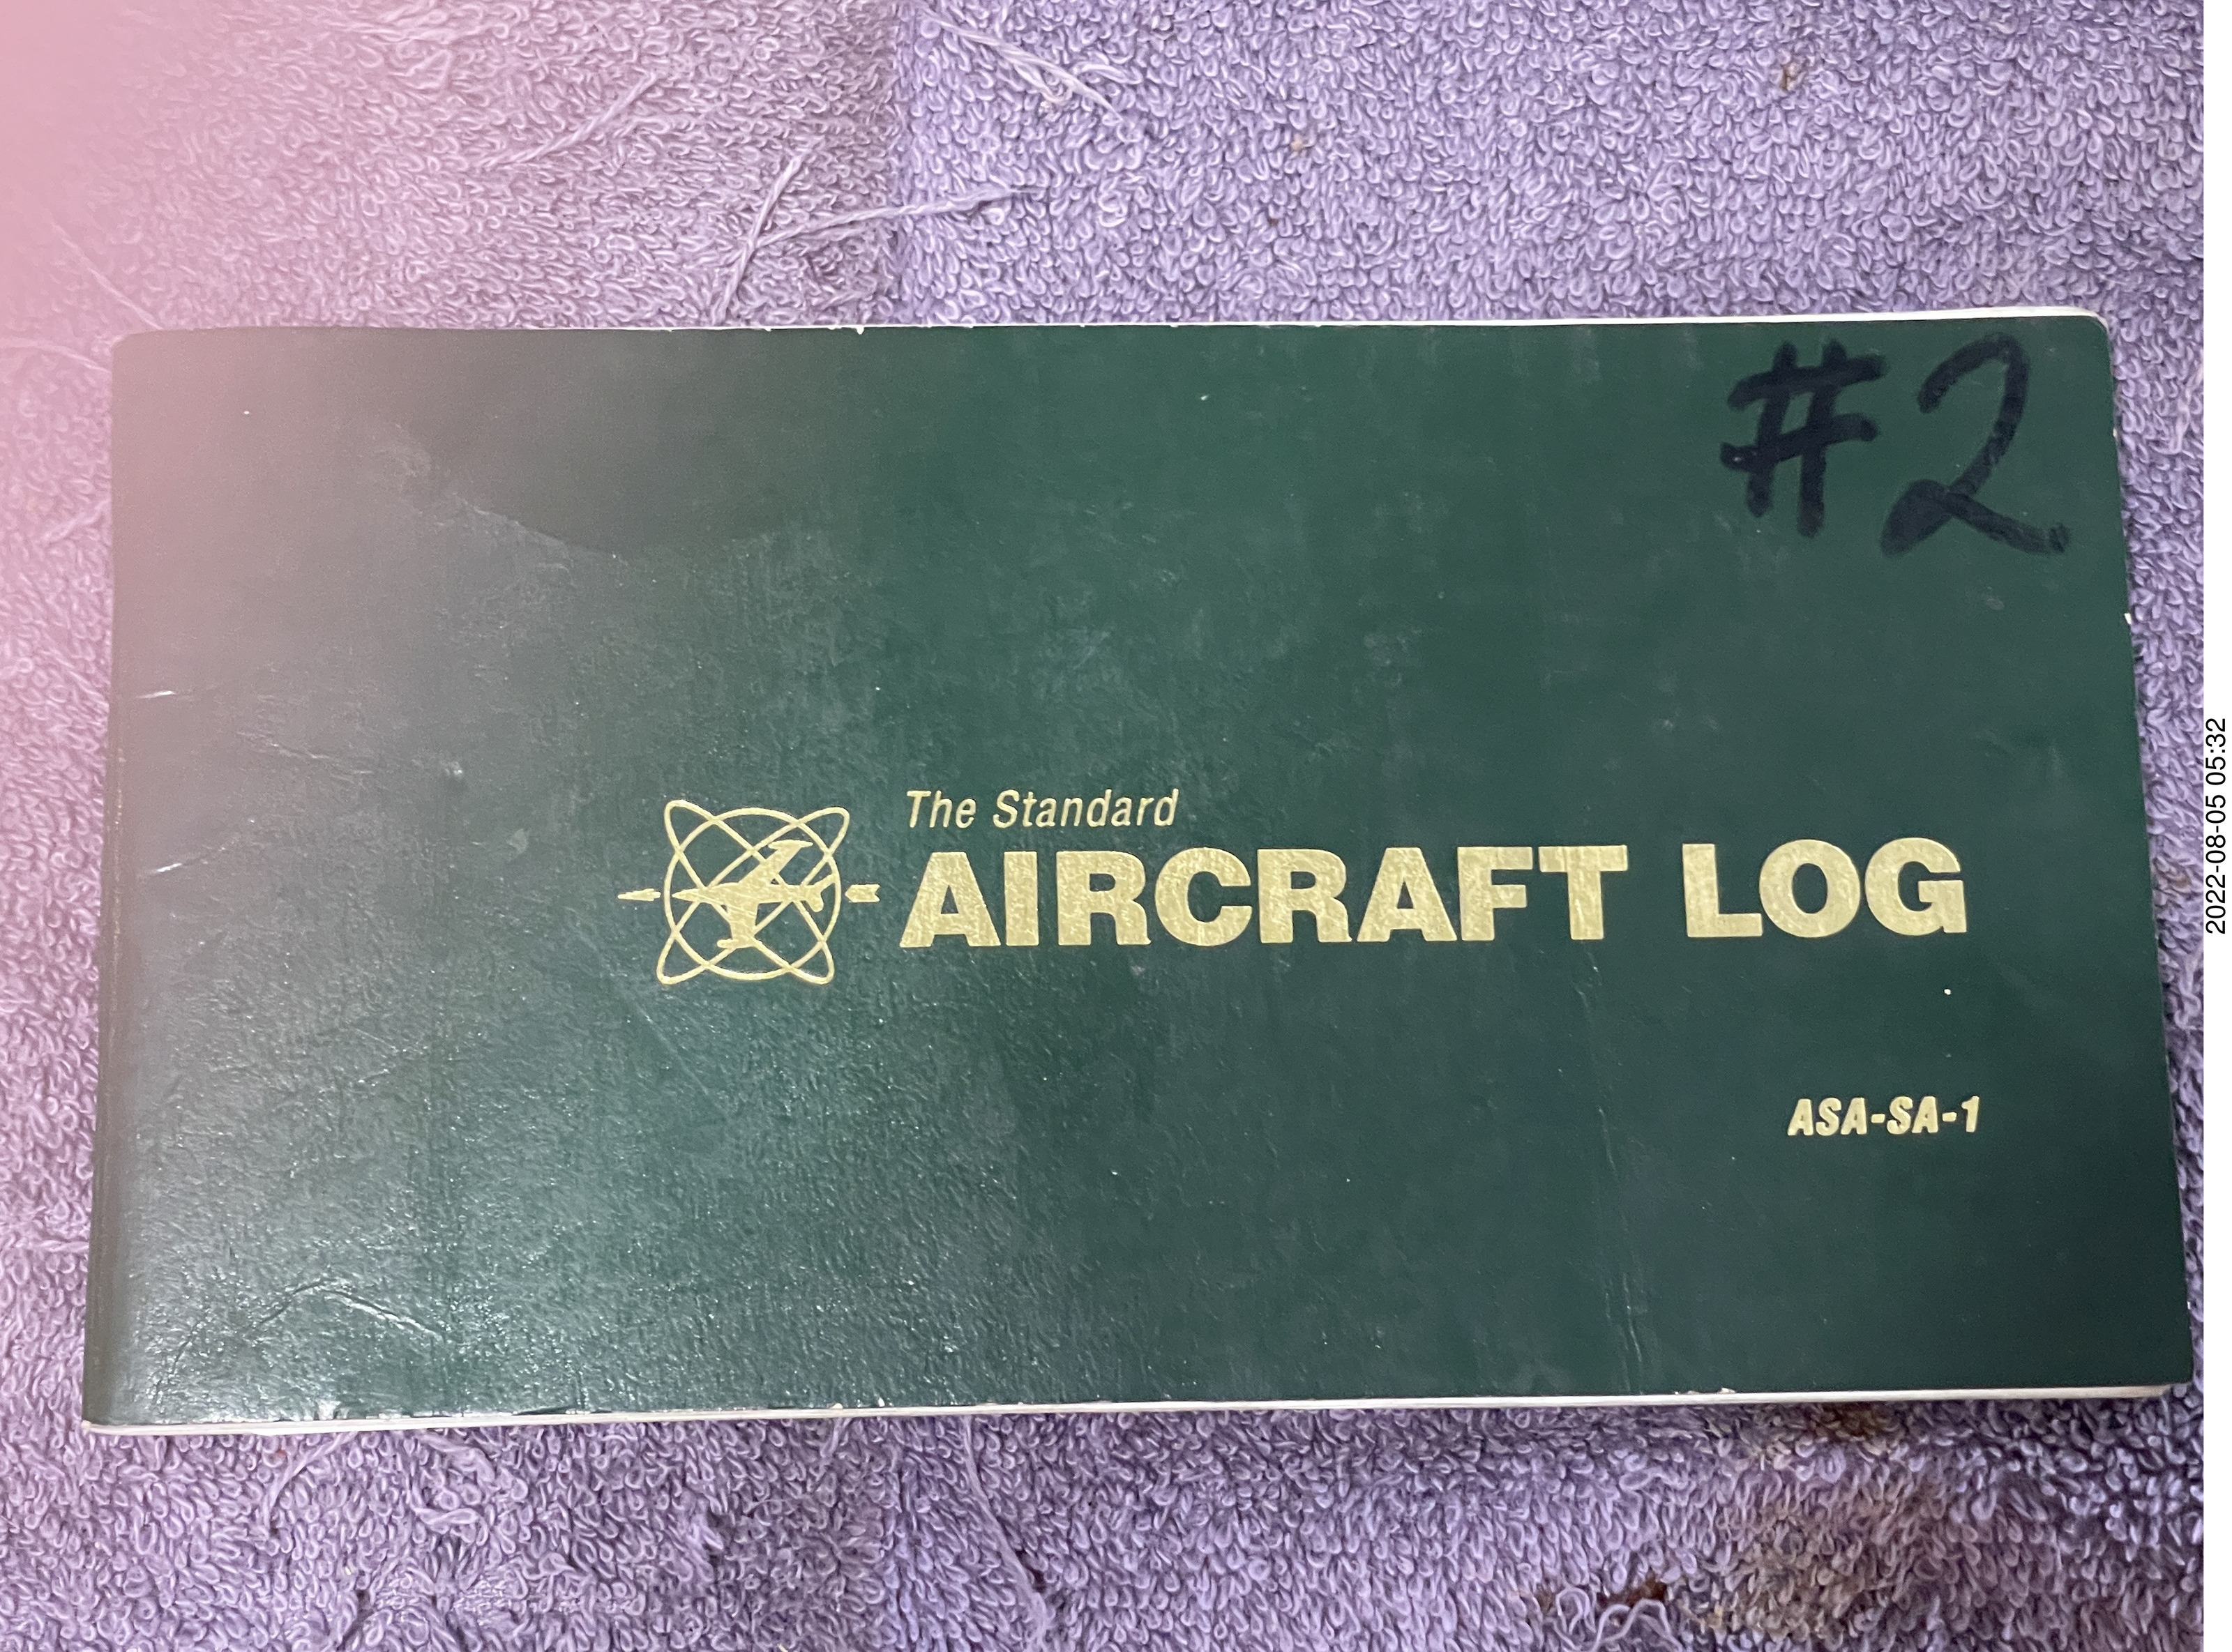 #2
The Standard
AIRCRAFT LOG
ASA-SA-1
2022-08-05 05:32